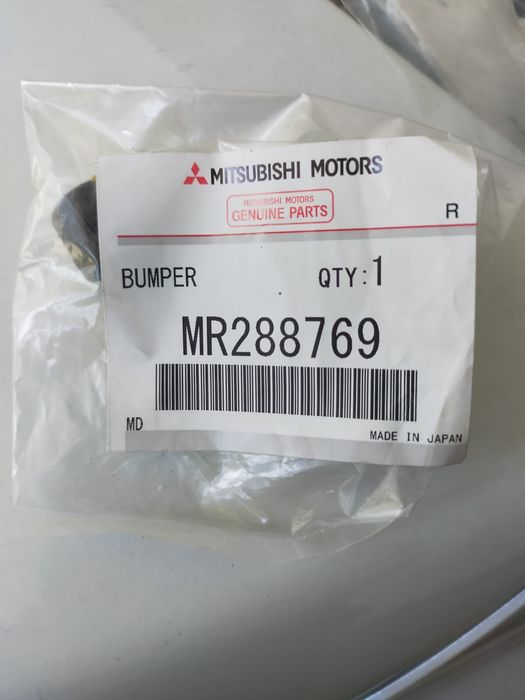 MITSUBISHI MOTORS
MITSUBISHI MOTORS
GENUINE PARTS
R
BUMPER QTY:1
MR288769
MD
MADE IN JAPAN